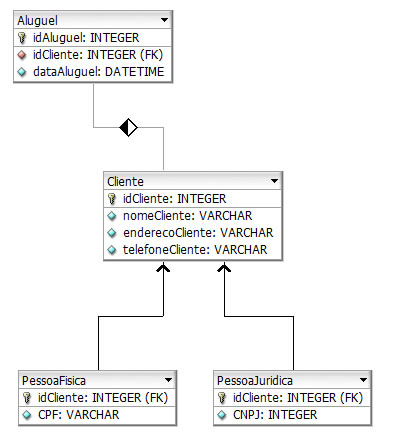 Aluguel
idAluguel: INTEGER
idCliente: INTEGER (FK)
dataAluguel: DATETIME
Cliente
idCliente: INTEGER
nomeCliente: VARCHAR
enderecoCliente: VARCHAR
telefoneCliente: VARCHAR
PessoaFisica
idCliente: INTEGER (FK)
CPF: VARCHAR
PessoaJuridica
idCliente: INTEGER (FK)
CNPJ: INTEGER